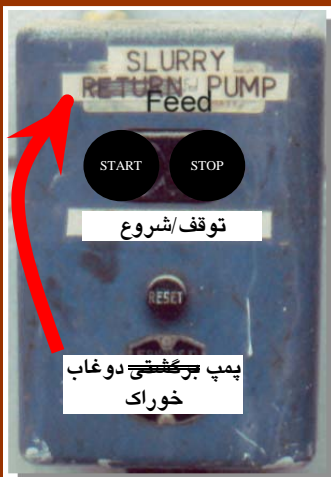 SLURRY
RETURN PUMP
Feed
START STOP
توقف/شروع
RESET
پمپ برگشتی دوغاب
خوراک